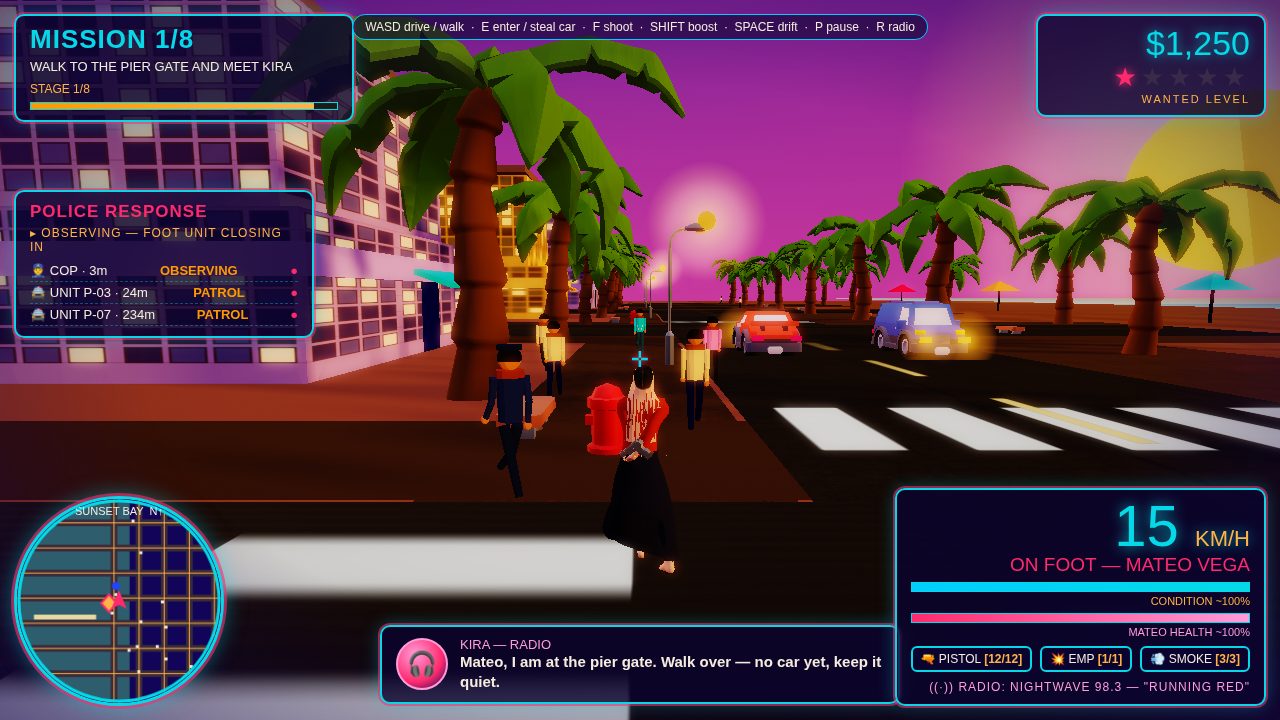 MISSION 1/8
WALK TO THE PIER GATE AND MEET KIRA
STAGE 1/8
WASD drive / walk · E enter / steal car · F shoot · SHIFT boost · SPACE drift · P pause · R radio
$1,250
WANTED LEVEL
POLICE RESPONSE
▸ OBSERVING — FOOT UNIT CLOSING
IN
COP · 3m OBSERVING
UNIT P-03 · 24m PATROL
UNIT P-07 · 234m PATROL
SUNSET BAY
KIRA — RADIO
Mateo, I am at the pier gate. Walk over — no car yet, keep it
quiet.
15 KM/H
ON FOOT — MATEO VEGA
CONDITION ~100%
MATEO HEALTH ~100%
PISTOL [12/12] EMP [1/1] SMOKE [3/3]
((·)) RADIO: NIGHTWAVE 98.3 — "RUNNING RED"